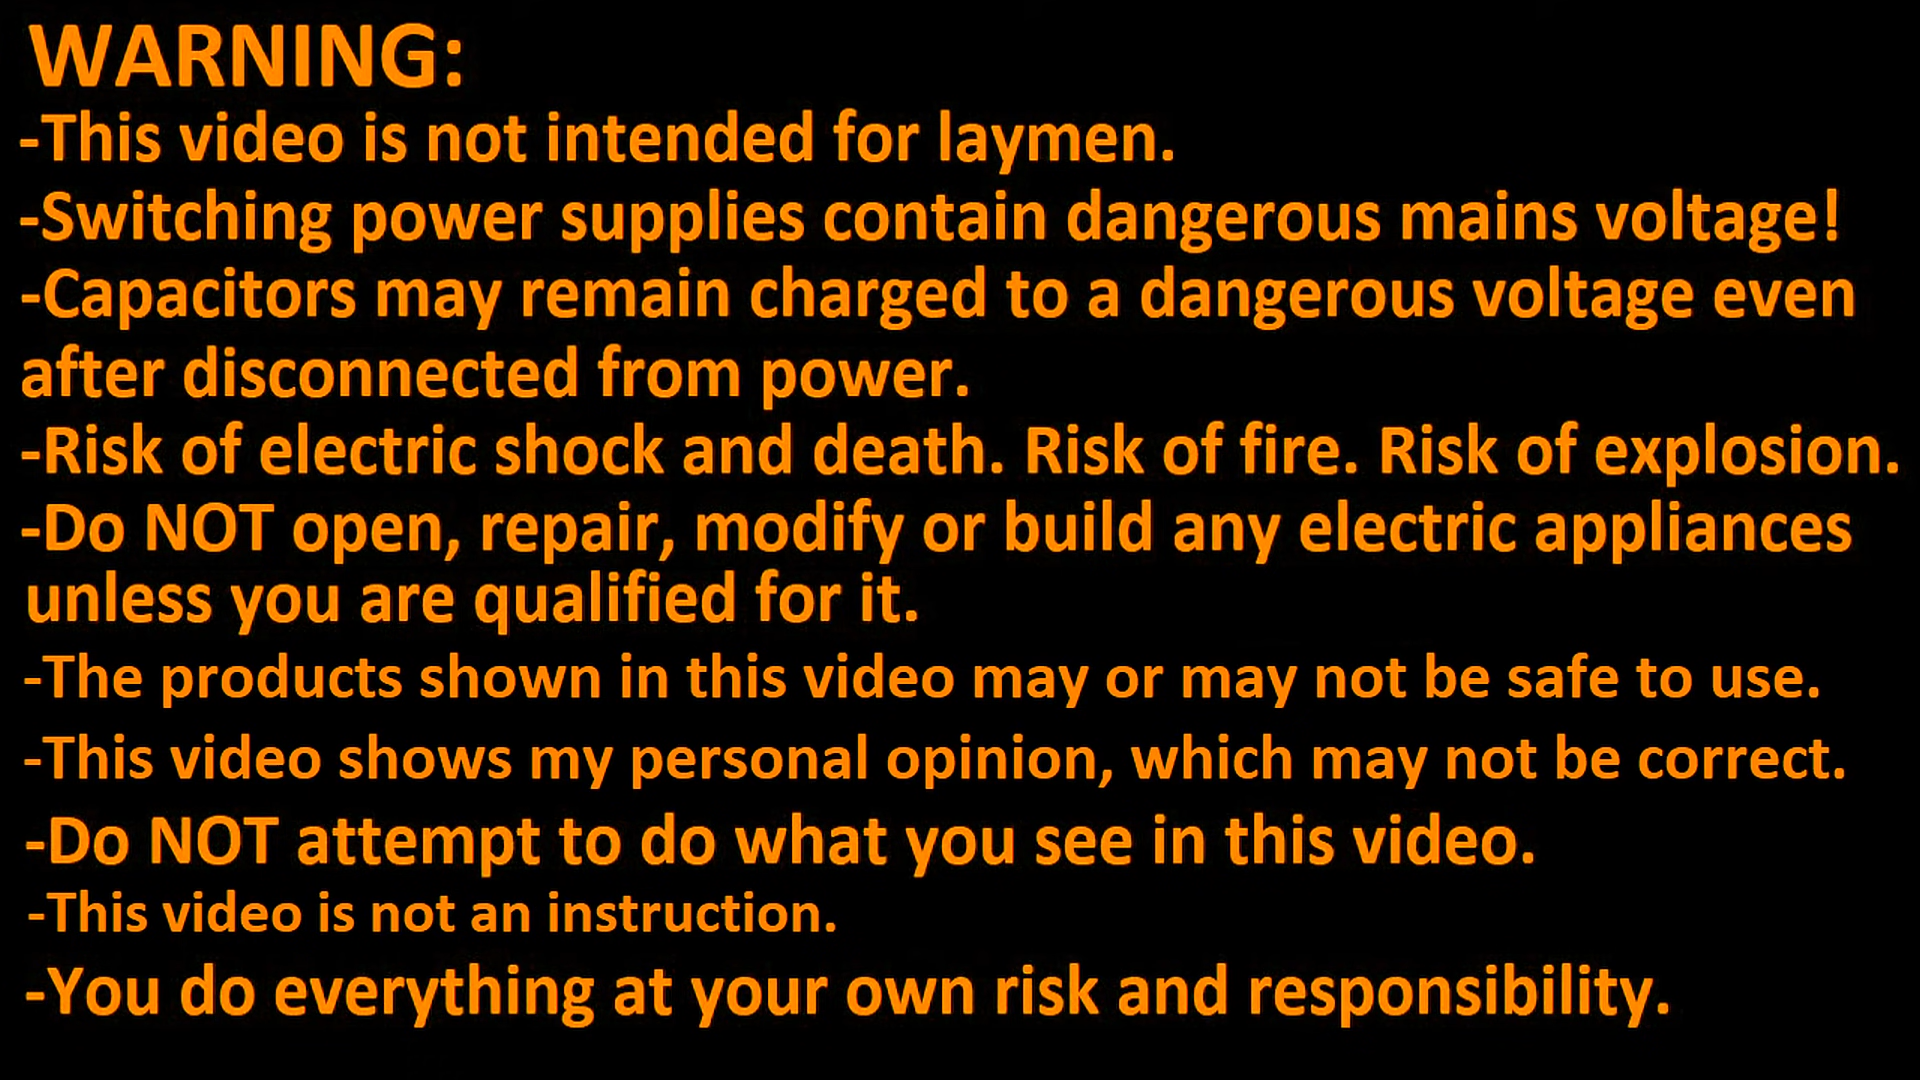 WARNING:
-This video is not intended for laymen.
-Switching power supplies contain dangerous mains voltage!
-Capacitors may remain charged to a dangerous voltage even
after disconnected from power.
-Risk of electric shock and death. Risk of fire. Risk of explosion.
-Do NOT open, repair, modify or build any electric appliances
unless you are qualified for it.
-The products shown in this video may or may not be safe to use.
-This video shows my personal opinion, which may not be correct.
-Do NOT attempt to do what you see in this video.
-This video is not an instruction.
-You do everything at your own risk and responsibility.